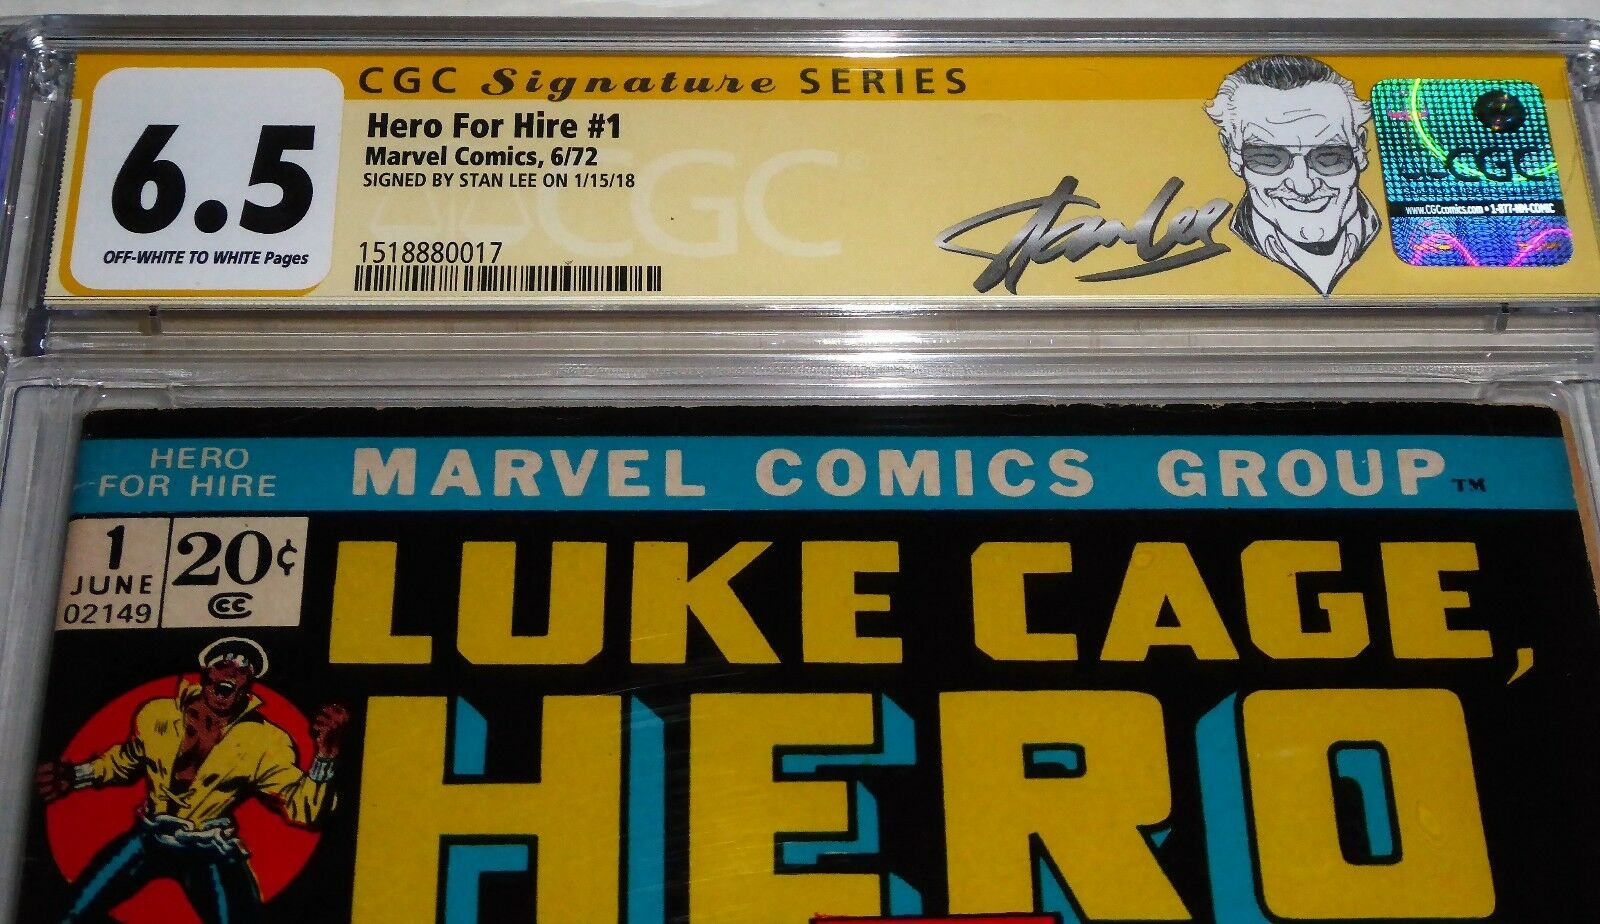 CGC Signature SERIES
6.5
OFF-WHITE TO WHITE Pages
Hero For Hire #1
Marvel Comics, 6/72
SIGNED BY STAN LEE ON 1/15/18
CGC
1518880017
Stan Lee
CGC
www.CGCcomics.com • 1-877-NM-COMIC
HERO
FOR HIRE
MARVEL COMICS GROUP™
1
JUNE
02149
20¢
CC
LUKE CAGE,
HERO